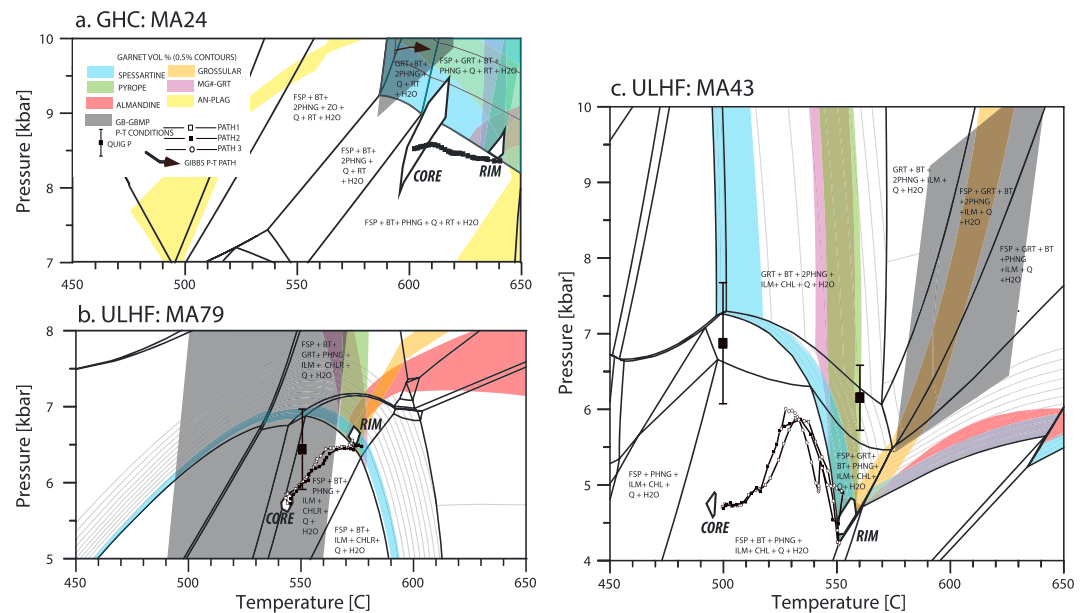 a. GHC: MA24
10
9
8
7
Pressure [kbar]
450
500
550
600
650
GARNET VOL % (0.5% CONTOURS)
SPESSARTINE
PYROPE
ALMANDINE
GB-GBMP
GROSSULAR
MG#-GRT
AN-PLAG
P-T CONDITIONS
QUIG P
PATH1
PATH2
PATH 3
GIBBS P-T PATH
FSP + BT+
2PHNG + ZO +
Q + RT + H2O
FSP + BT+
2PHNG +
Q + RT
+ H2O
GRT+BT+
2PHNG+
Q + RT
+ H2O
FSP + GRT + BT+
PHNG + Q + RT+ H2O
CORE
RIM
FSP + BT+ PHNG + Q + RT + H2O
b. ULHF: MA79
8
7
6
5
Pressure [kbar]
450
500
550
600
650
Temperature [C]
FSP + BT+
GRT+ PHNG +
ILM + CHLR +
Q + H2O
RIM
CORE
FSP + BT+
PHNG +
ILM +
CHLR+
Q +
H2O
FSP + BT+
ILM + CHLR+
Q + H2O
c. ULHF: MA43
10
9
8
7
6
5
4
Pressure [kbar]
400
450
500
550
600
650
Temperature [C]
GRT + BT +
2PHNG + ILM +
Q + H2O
FSP + GRT + BT
+2PHNG
+ILM + Q
+H2O
FSP + GRT + BT
+PHNG
+ILM + Q
+ H2O
GRT + BT + 2PHNG +
ILM+ CHL + Q + H2O
FSP + PHNG +
ILM+ CHL +
Q + H2O
FSP+ GRT+
BT+ PHNG+
ILM+ CHL+
Q + H2O
CORE
RIM
FSP + BT + PHNG +
ILM+ CHL + Q + H2O